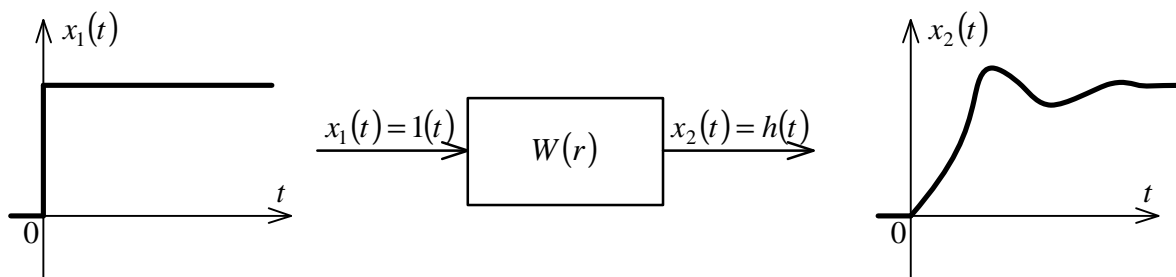 x₁(t)
0
t
x₁(t) = 1(t)
W(r)
x₂(t) = h(t)
x₂(t)
0
t